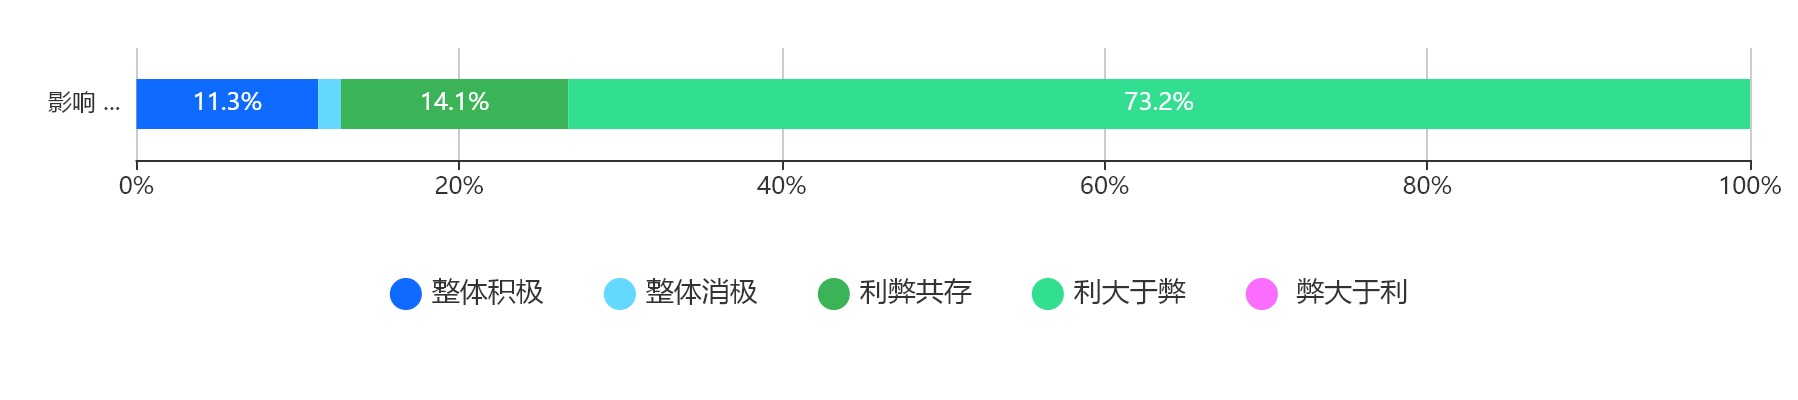 影响 ...
11.3%
14.1%
73.2%
0%
20%
40%
60%
80%
100%
整体积极
整体消极
利弊共存
利大于弊
弊大于利